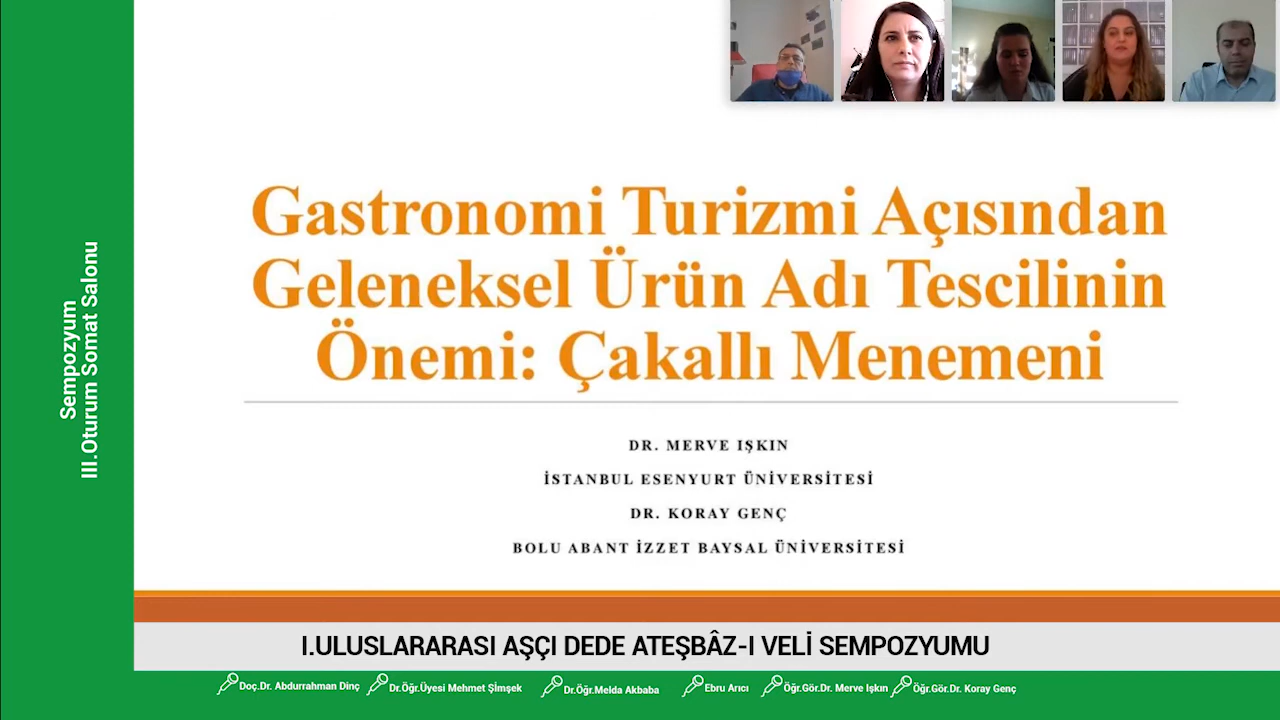 Gastronomi Turizmi Açısından
Geleneksel Ürün Adı Tescilinin
Önemi: Çakallı Menemeni
DR. MERVE IŞKIN
İSTANBUL ESENYURT ÜNİVERSİTESİ
DR. KORAY GENÇ
BOLU ABANT İZZET BAYSAL ÜNİVERSİTESİ
Sempozyum
III.Oturum Somat Salonu
I.ULUSLARARASI AŞÇI DEDE ATEŞBÂZ-I VELİ SEMPOZYUMU
Doç.Dr. Abdurrahman Dinç Dr.Öğr.Üyesi Mehmet Şİmşek Dr.Öğr.Melda Akbaba Ebru Arıcı Öğr.Gör.Dr. Merve Işkın Öğr.Gör.Dr. Koray Genç